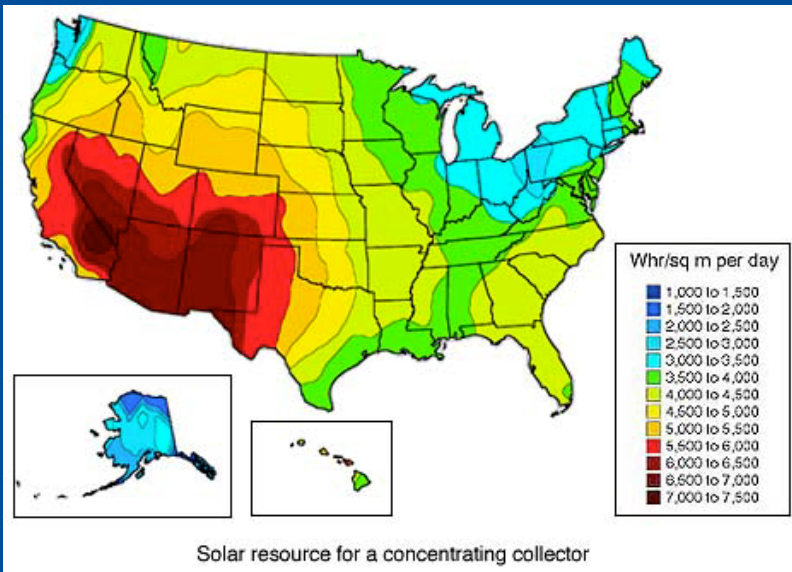 Whr/sq m per day
1,000 to 1,500
1,500 to 2,000
2,000 to 2,500
2,500 to 3,000
3,000 to 3,500
3,500 to 4,000
4,000 to 4,500
4,500 to 5,000
5,000 to 5,500
5,500 to 6,000
6,000 to 6,500
6,500 to 7,000
7,000 to 7,500
Solar resource for a concentrating collector